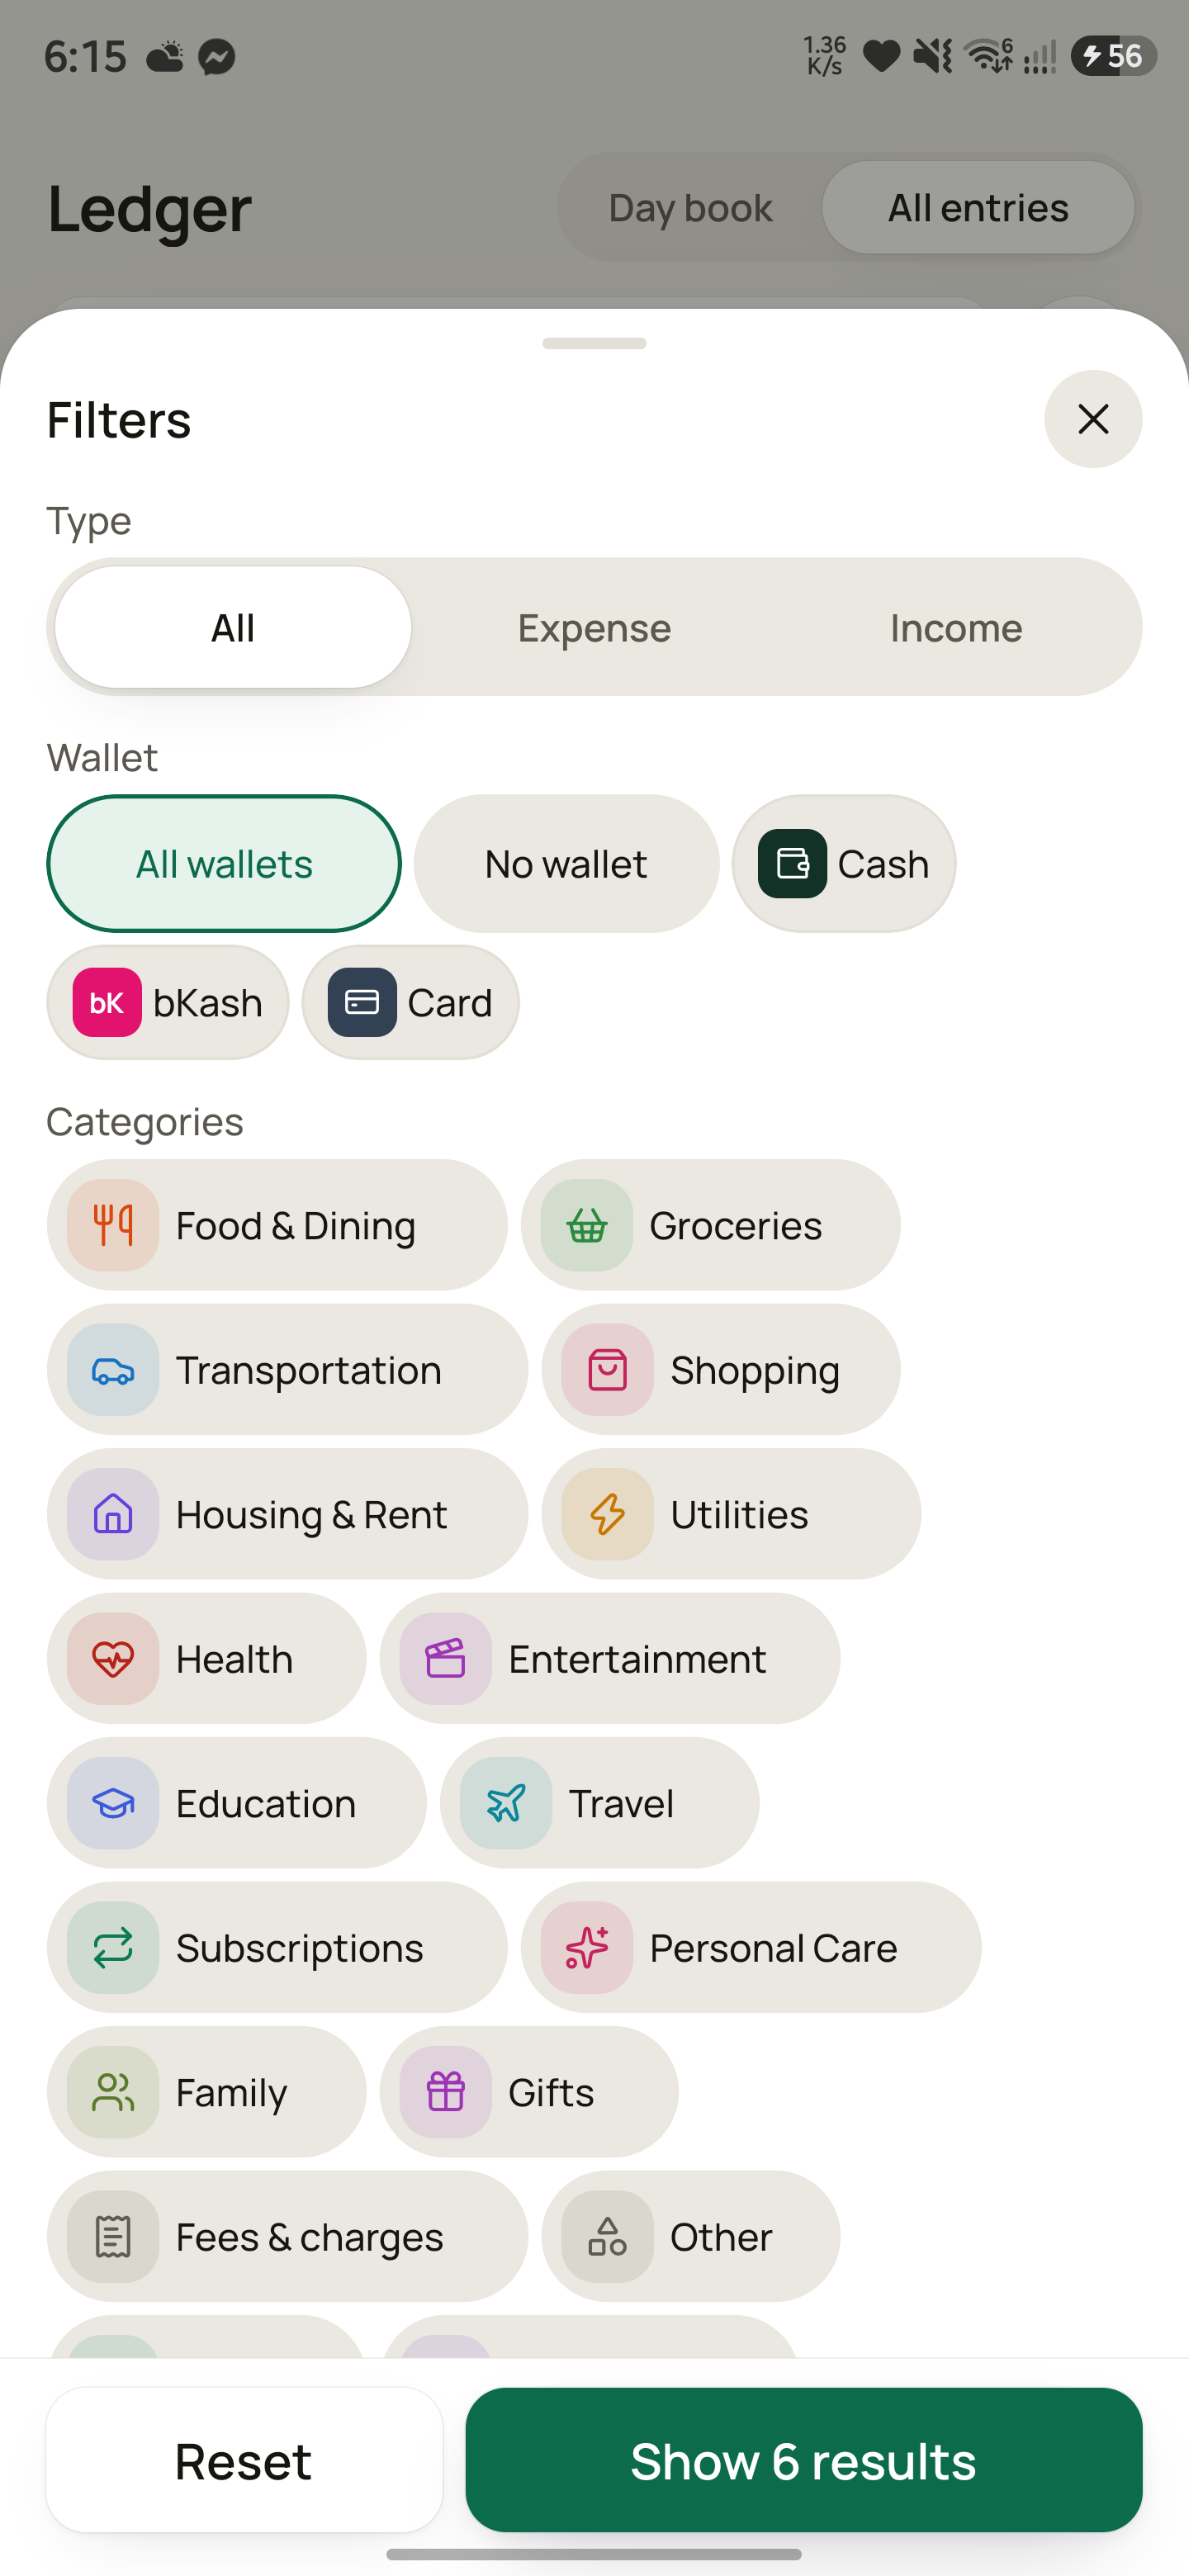 6:15
1.36 K/s
6
56
Ledger
Day book
All entries
Filters
Type
All
Expense
Income
Wallet
All wallets
No wallet
Cash
bK bKash
Card
Categories
Food & Dining
Groceries
Transportation
Shopping
Housing & Rent
Utilities
Health
Entertainment
Education
Travel
Subscriptions
Personal Care
Family
Gifts
Fees & charges
Other
Reset
Show 6 results